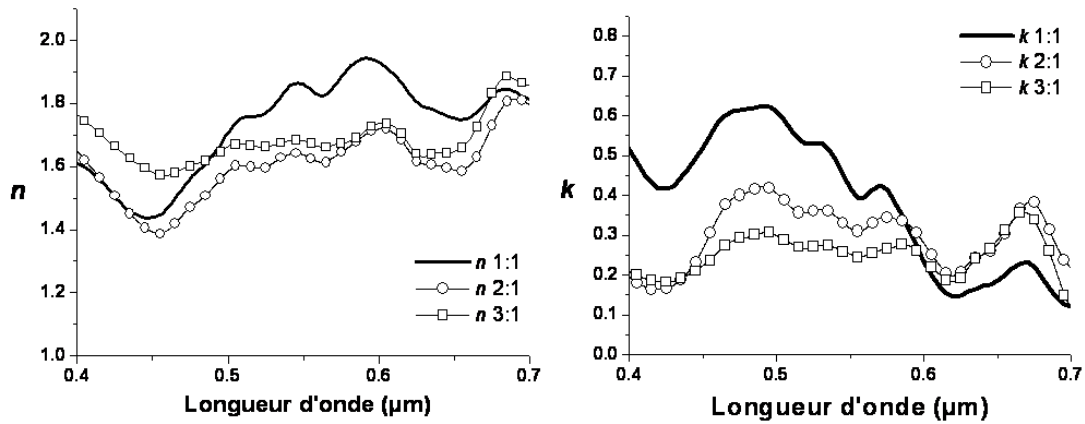 2.0
1.8
1.6
1.4
1.2
1.0
n
n 1:1
n 2:1
n 3:1
0.4 0.5 0.6 0.7
Longueur d'onde (µm)
0.8
0.7
0.6
0.5
0.4
0.3
0.2
0.1
0.0
k
k 1:1
k 2:1
k 3:1
0.4 0.5 0.6 0.7
Longueur d'onde (µm)